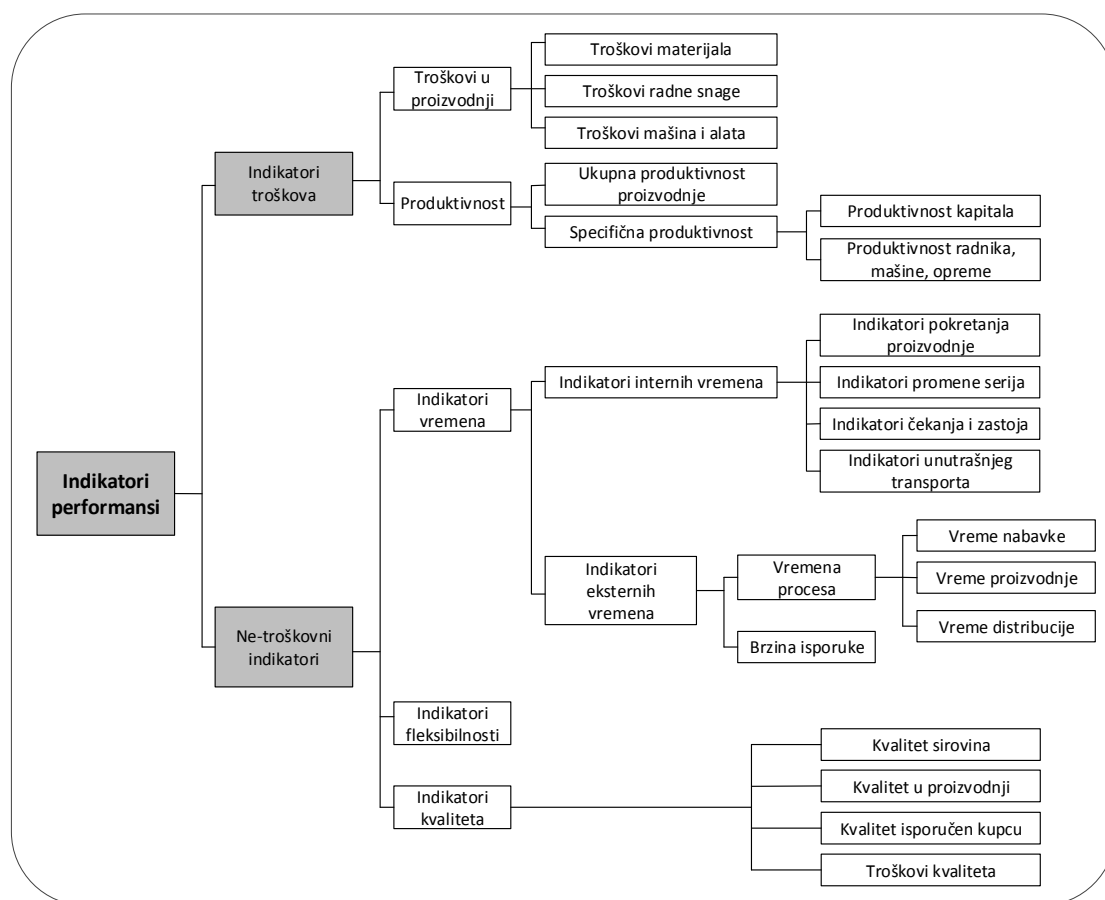 Troškovi materijala
Troškovi u
proizvodnji
Troškovi radne snage
Troškovi mašina i alata
Indikatori
troškova
Ukupna produktivnost
proizvodnje
Produktivnost
Specifična produktivnost
Produktivnost kapitala
Produktivnost radnika,
mašine, opreme
Indikatori pokretanja
proizvodnje
Indikatori
vremena
Indikatori internih vremena
Indikatori promene serija
Indikatori čekanja i zastoja
Indikatori unutrašnjeg
transporta
Indikatori
performansi
Indikatori
eksternih
vremena
Vremena
procesa
Vreme nabavke
Vreme proizvodnje
Vreme distribucije
Brzina isporuke
Ne-troškovni
indikatori
Indikatori
fleksibilnosti
Indikatori
kvaliteta
Kvalitet sirovina
Kvalitet u proizvodnji
Kvalitet isporučen kupcu
Troškovi kvaliteta